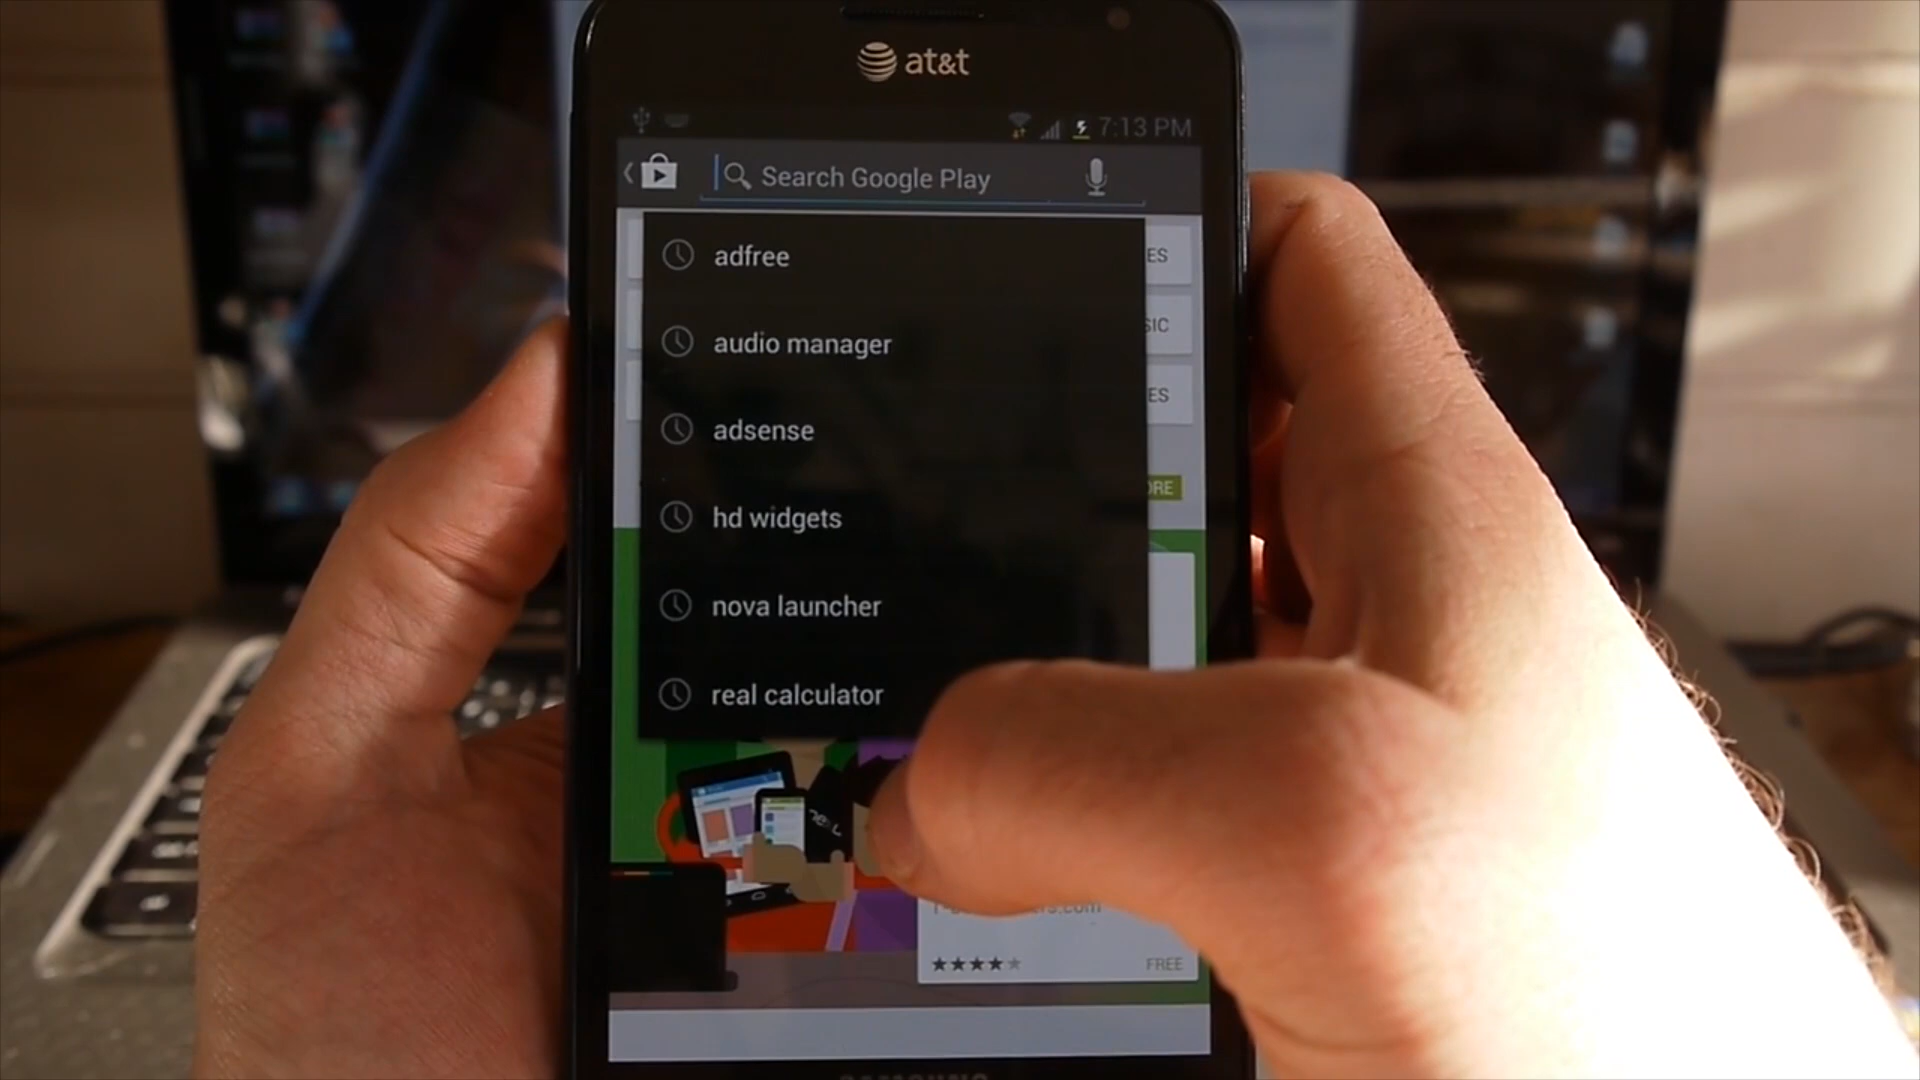 at&t
7:13 PM
Search Google Play
adfree
ES
audio manager
SIC
ES
adsense
ORE
hd widgets
nova launcher
real calculator
FREE
SAMSUNG